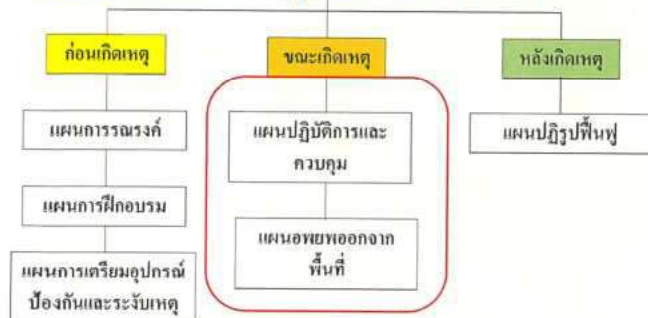 ก่อนเกิดเหตุ
ขณะเกิดเหตุ
หลังเกิดเหตุ
แผนการรณรงค์
แผนการฝึกอบรม
แผนการเตรียมอุปกรณ์
ป้องกันและระงับเหตุ
แผนปฏิบัติการและ
ควบคุม
แผนอพยพออกจาก
พื้นที่
แผนปฏิรูปฟื้นฟู